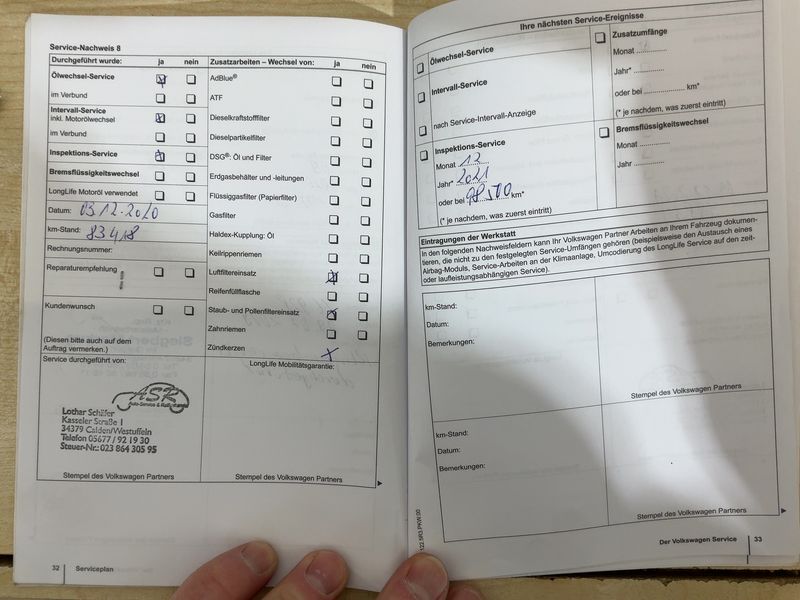 Service-Nachweis 8
Durchgeführt wurde: ja nein
Ölwechsel-Service
im Verbund
Intervall-Service
inkl. Motorölwechsel
im Verbund
Inspektions-Service
Bremsflüssigkeitswechsel
LongLife Motoröl verwendet
Datum: 03.12.2020
km-Stand: 83418
Rechnungsnummer:
Reparaturempfehlung
Kundenwunsch
(Diesen bitte auch auf dem
Auftrag vermerken.)
Service durchgeführt von:
ASR
Auto-Service &
Lothar Schäfer
Kasseler Straße 1
34379 Calden/Westuffeln
Telefon 05677 / 92 19 30
Steuer-Nr.: 023 864 305 95
Stempel des Volkswagen Partners
Zusatzarbeiten – Wechsel von: ja nein
AdBlue®
ATF
Dieselkraftstofffilter
Dieselpartikelfilter
DSG®: Öl und Filter
Erdgasbehälter und -leitungen
Flüssiggasfilter (Papierfilter)
Gasfilter
Haldex-Kupplung: Öl
Keilrippenriemen
Luftfiltereinsatz
Reifenfüllflasche
Staub- und Pollenfiltereinsatz
Zahnriemen
Zündkerzen
LongLife Mobilitätsgarantie:
Stempel des Volkswagen Partners
32 Serviceplan
Ihre nächsten Service-Ereignisse
Ölwechsel-Service
Intervall-Service
nach Service-Intervall-Anzeige
Inspektions-Service
Monat 12
Jahr* 2021
oder bei 98 500 km*
(* je nachdem, was zuerst eintritt)
Zusatzumfänge
Monat ..............
Jahr* ..............
oder bei ................... km*
(* je nachdem, was zuerst eintritt)
Bremsflüssigkeitswechsel
Monat ..............
Jahr ..............
Eintragungen der Werkstatt
In den folgenden Nachweisfeldern kann Ihr Volkswagen Partner Arbeiten an Ihrem Fahrzeug dokumen-
tieren, die nicht zu den festgelegten Service-Umfängen gehören (beispielsweise den Austausch eines
Airbag-Moduls, Service-Arbeiten an der Klimaanlage, Umcodierung des LongLife Service auf den zeit-
oder laufleistungsabhängigen Service).
km-Stand:
Datum:
Bemerkungen:
Stempel des Volkswagen Partners
km-Stand:
Datum:
Bemerkungen:
Stempel des Volkswagen Partners
Der Volkswagen Service 33